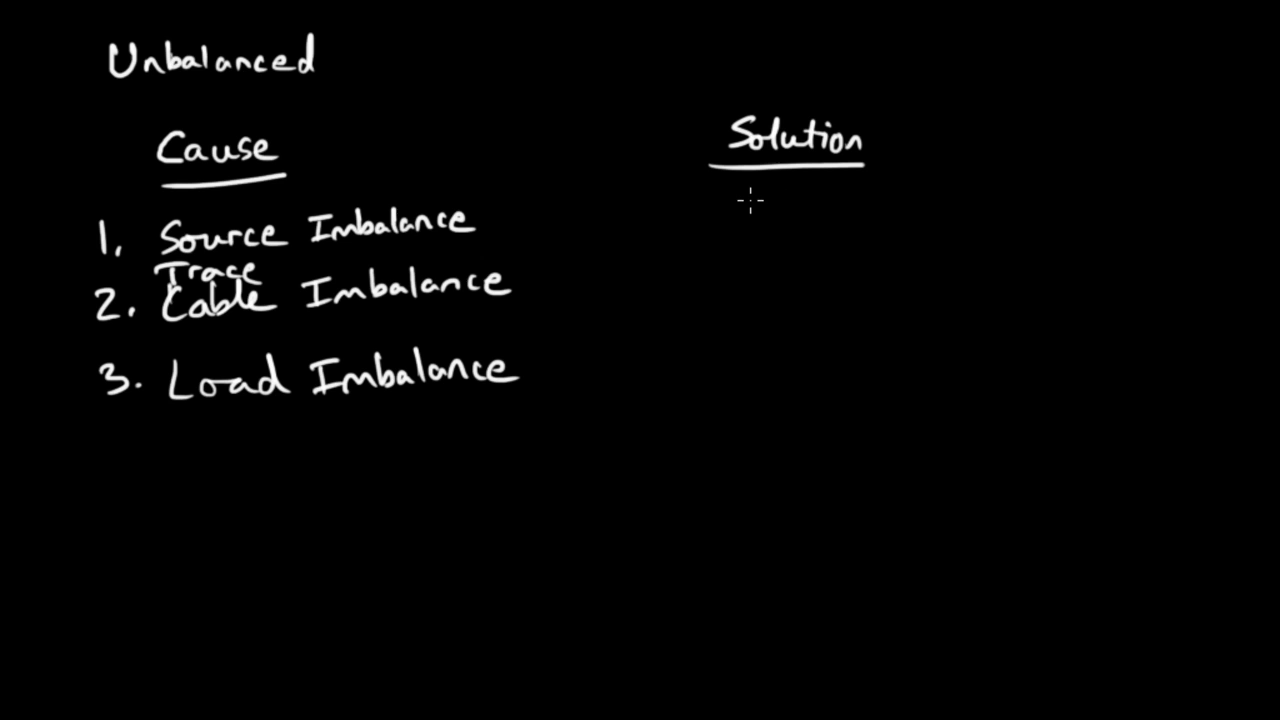 Unbalanced
Cause
Solution
1. Source Imbalance
Trace
2. Cable Imbalance
3. Load Imbalance